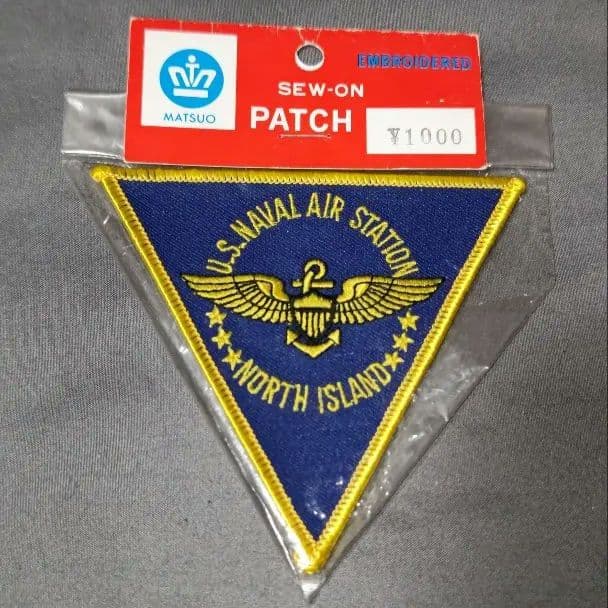 EMBROIDERED
SEW-ON
PATCH
MATSUO
¥1000
U.S. NAVAL AIR STATION
NORTH ISLAND